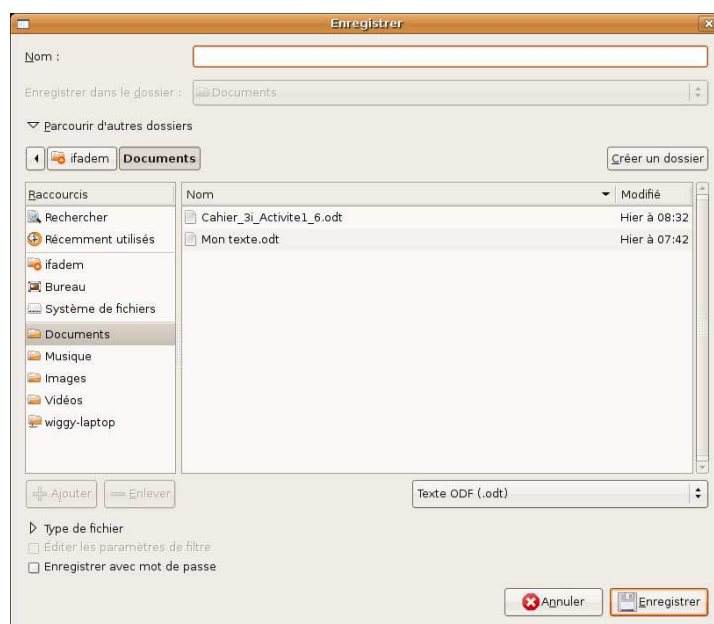 Enregistrer
Nom :
Enregistrer dans le dossier :
Documents
Parcourir d'autres dossiers
ifadem
Documents
Créer un dossier
Raccourcis
Nom
Modifié
Rechercher
Cahier_3i_Activite1_6.odt
Hier à 08:32
Récemment utilisés
Mon texte.odt
Hier à 07:42
ifadem
Bureau
Système de fichiers
Documents
Musique
Images
Vidéos
wiggy-laptop
Ajouter
Enlever
Texte ODF (.odt)
Type de fichier
Éditer les paramètres de filtre
Enregistrer avec mot de passe
Annuler
Enregistrer